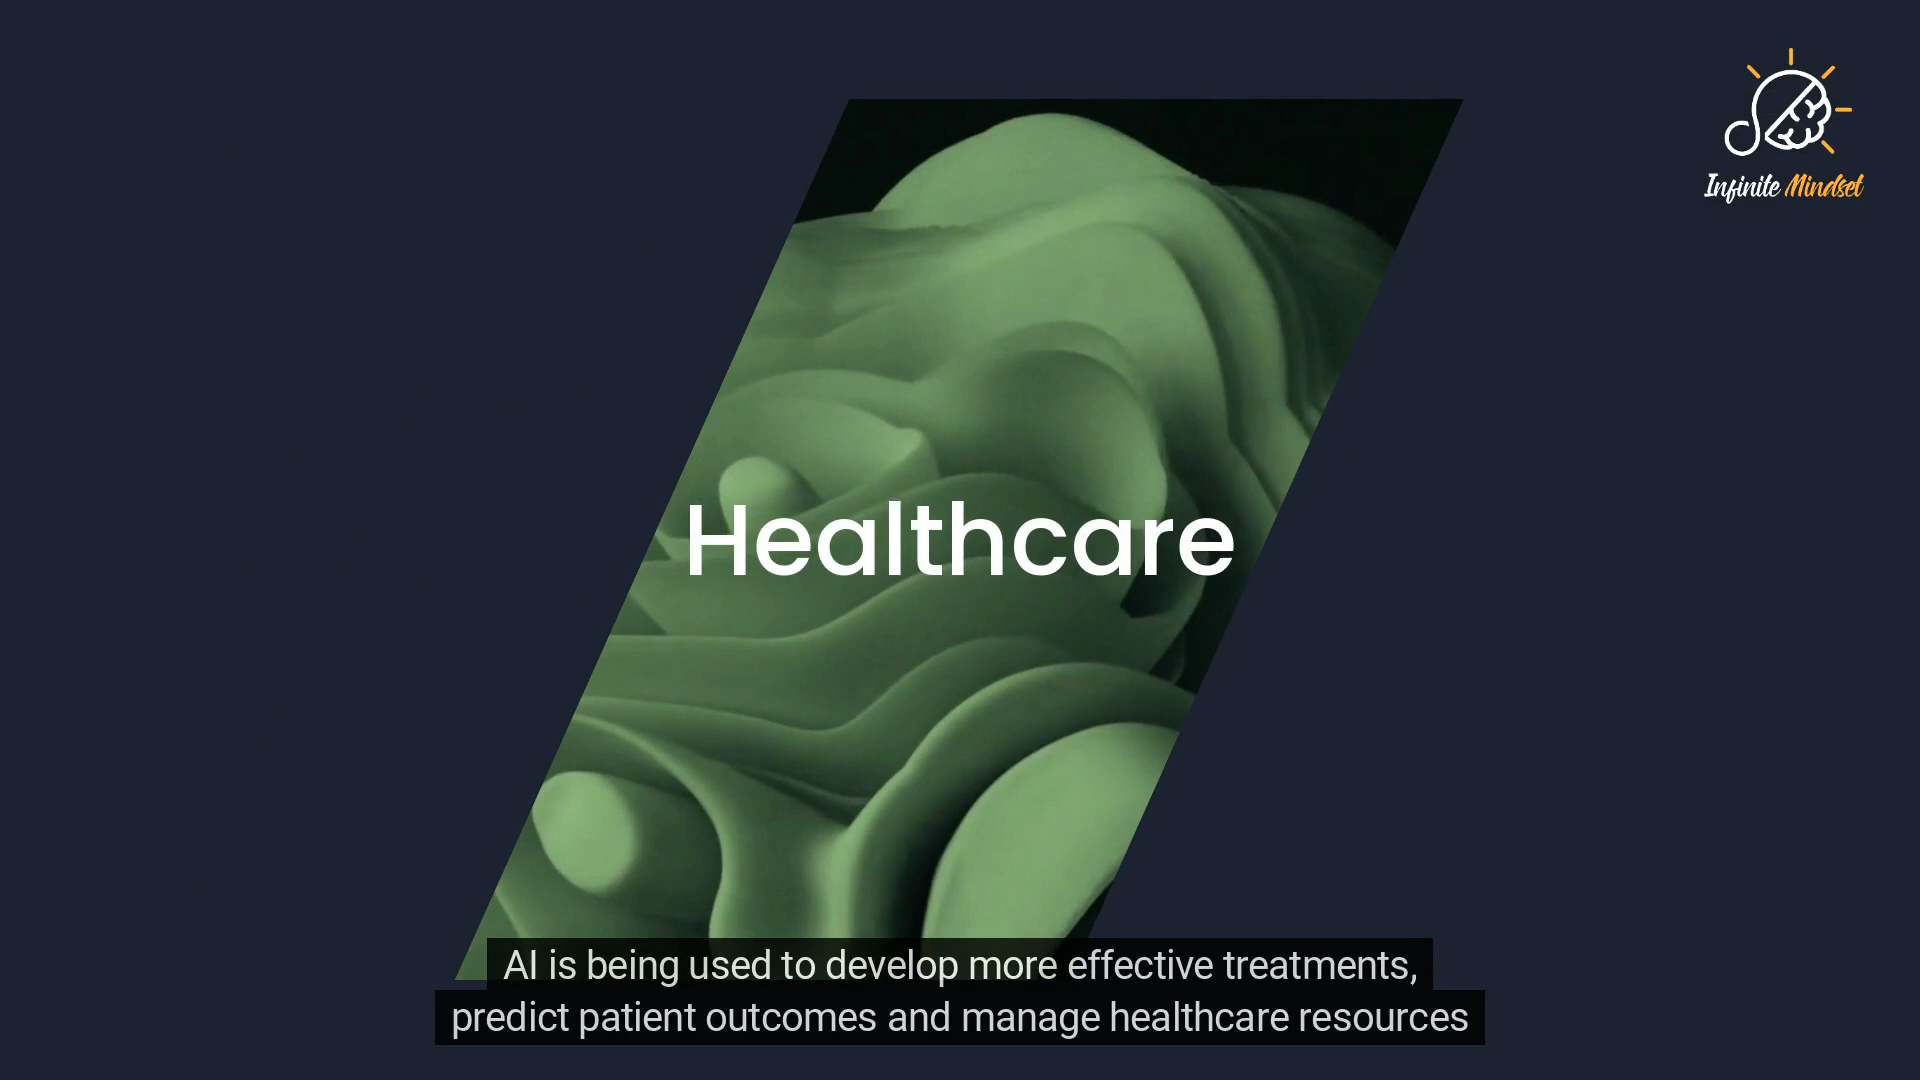 Infinite Mindset
Healthcare
AI is being used to develop more effective treatments,
predict patient outcomes and manage healthcare resources